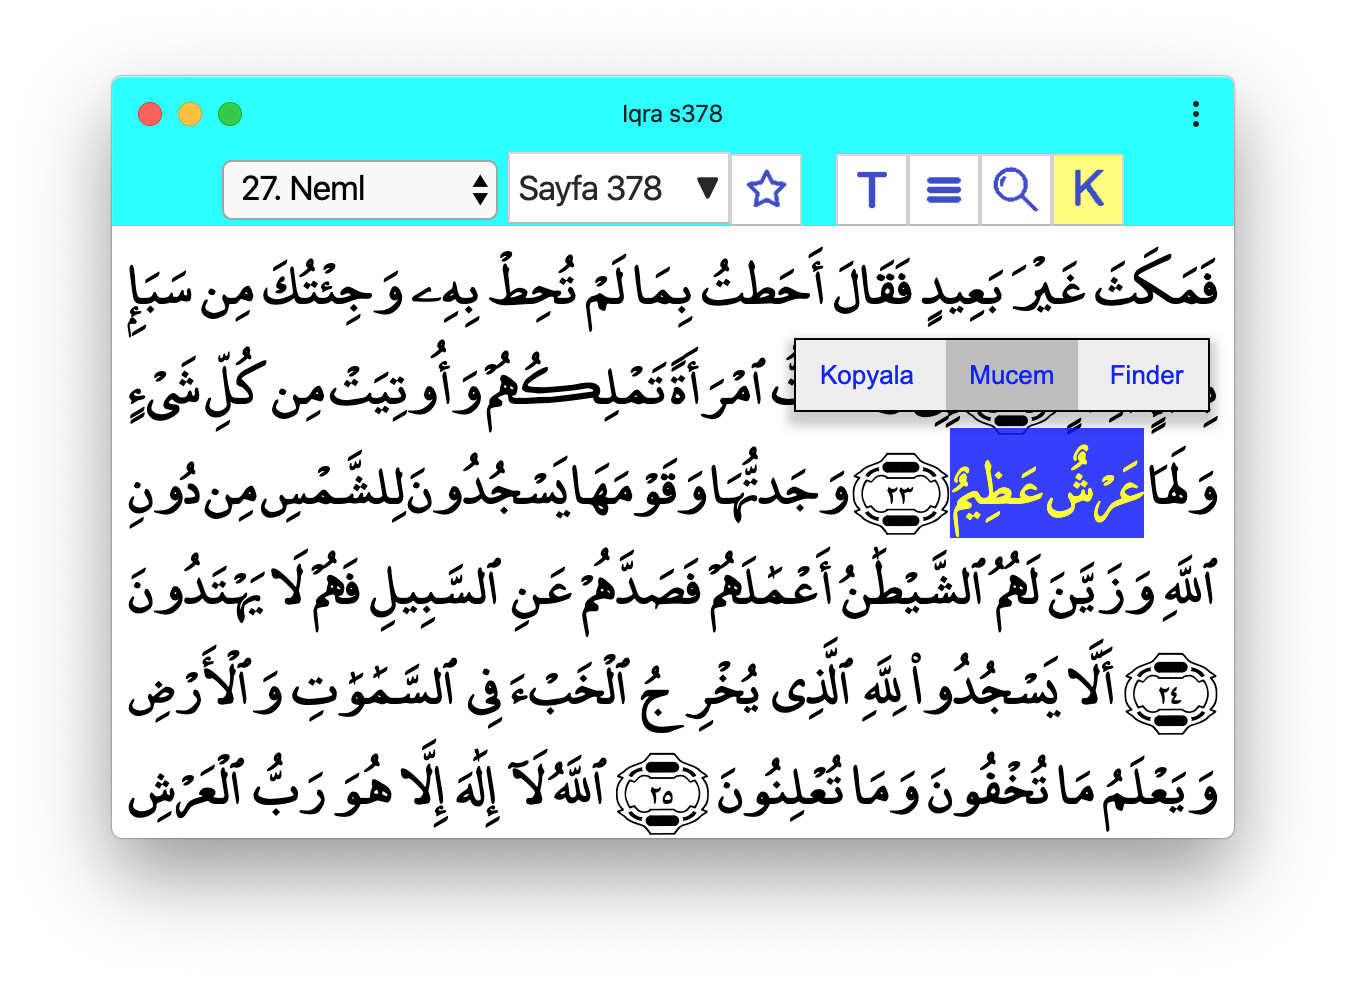 Iqra s378
27. Neml Sayfa 378 ▼ T K
فَمَكَثَ غَيْرَ بَعِيدٍ فَقَالَ أَحَطتُ بِمَا لَمْ تُحِطْ بِهِۦ وَجِئْتُكَ مِن سَبَإٍۭ
Kopyala Mucem Finder
ٱمْرَأَةً تَمْلِكُهُمْ وَأُوتِيَتْ مِن كُلِّ شَىْءٍ
وَلَهَا عَرْشٌ عَظِيمٌ ٢٣ وَجَدتُّهَا وَقَوْمَهَا يَسْجُدُونَ لِلشَّمْسِ مِن دُونِ
ٱللَّهِ وَزَيَّنَ لَهُمُ ٱلشَّيْطَٰنُ أَعْمَٰلَهُمْ فَصَدَّهُمْ عَنِ ٱلسَّبِيلِ فَهُمْ لَا يَهْتَدُونَ
٢٤ أَلَّا يَسْجُدُوا۟ لِلَّهِ ٱلَّذِى يُخْرِجُ ٱلْخَبْءَ فِى ٱلسَّمَٰوَٰتِ وَٱلْأَرْضِ
وَيَعْلَمُ مَا تُخْفُونَ وَمَا تُعْلِنُونَ ٢٥ ٱللَّهُ لَآ إِلَٰهَ إِلَّا هُوَ رَبُّ ٱلْعَرْشِ